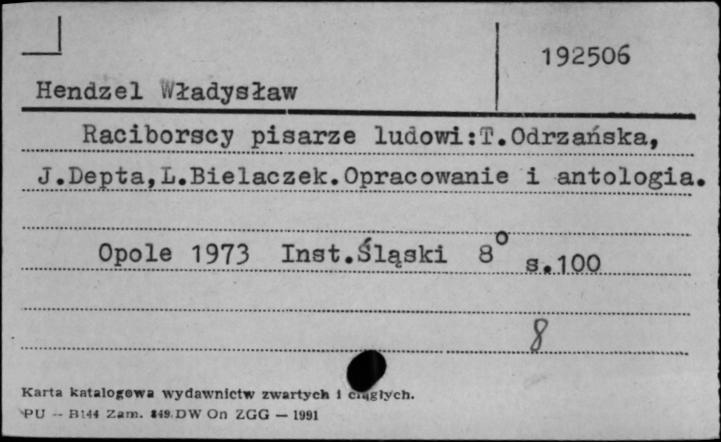 192506
Hendzel Władysław
Raciborscy pisarze ludowi:T.Odrzańska,
J.Depta,L.Bielaczek.Opracowanie i antologia.
Opole 1973 Inst.Śląski 8° s.100
8
Karta katalogowa wydawnictw zwartych i ciągłych.
PU — B144 Zam. 849.DW On ZGG — 1991